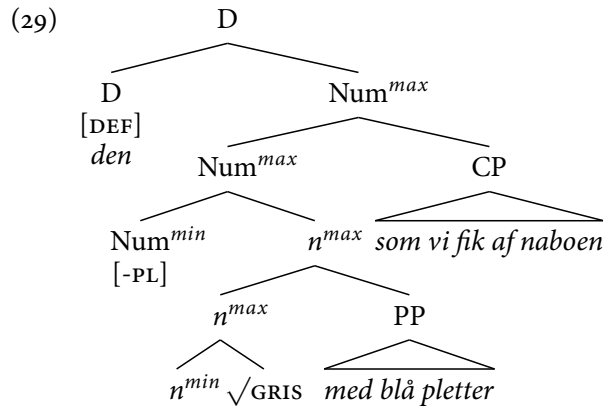 (29)
D
D Num^max
[DEF]
den
Num^max CP
Num^min n^max som vi fik af naboen
[-PL]
n^max PP
n^min √GRIS med blå pletter